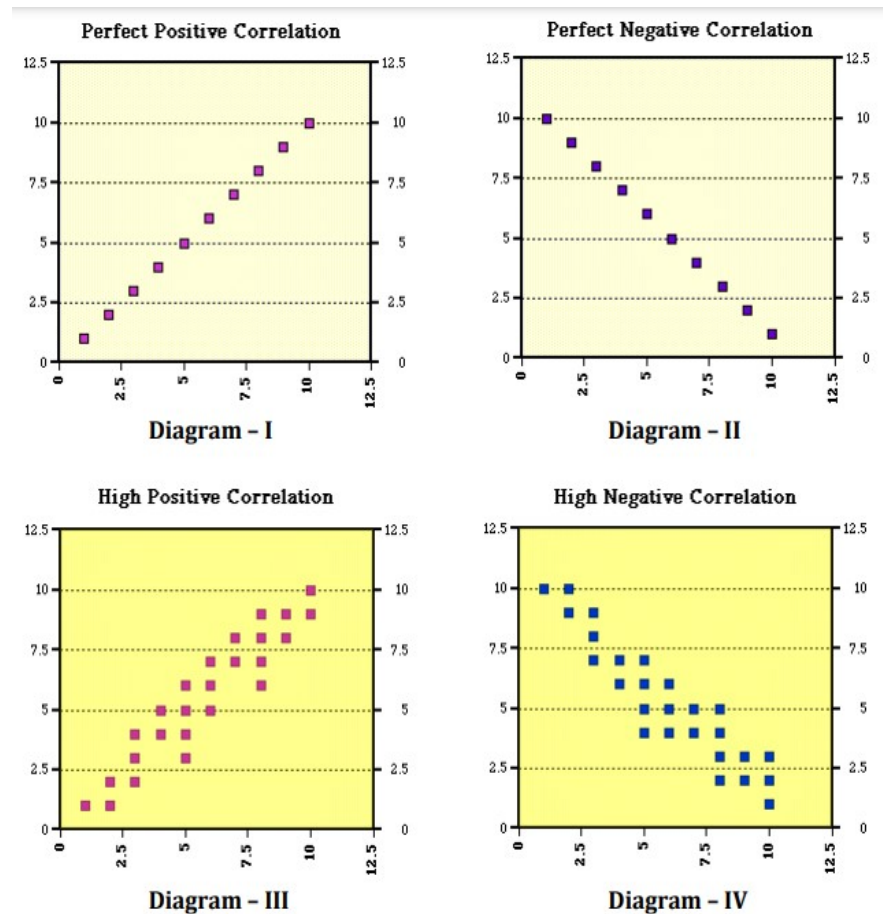 Perfect Positive Correlation
12.5 12.5
10 10
7.5 7.5
5 5
2.5 2.5
0 0
0 2.5 5 7.5 10 12.5
Diagram – I
Perfect Negative Correlation
12.5 12.5
10 10
7.5 7.5
5 5
2.5 2.5
0 0
0 2.5 5 7.5 10 12.5
Diagram – II
High Positive Correlation
12.5 12.5
10 10
7.5 7.5
5 5
2.5 2.5
0 0
0 2.5 5 7.5 10 12.5
Diagram – III
High Negative Correlation
12.5 12.5
10 10
7.5 7.5
5 5
2.5 2.5
0 0
0 2.5 5 7.5 10 12.5
Diagram – IV